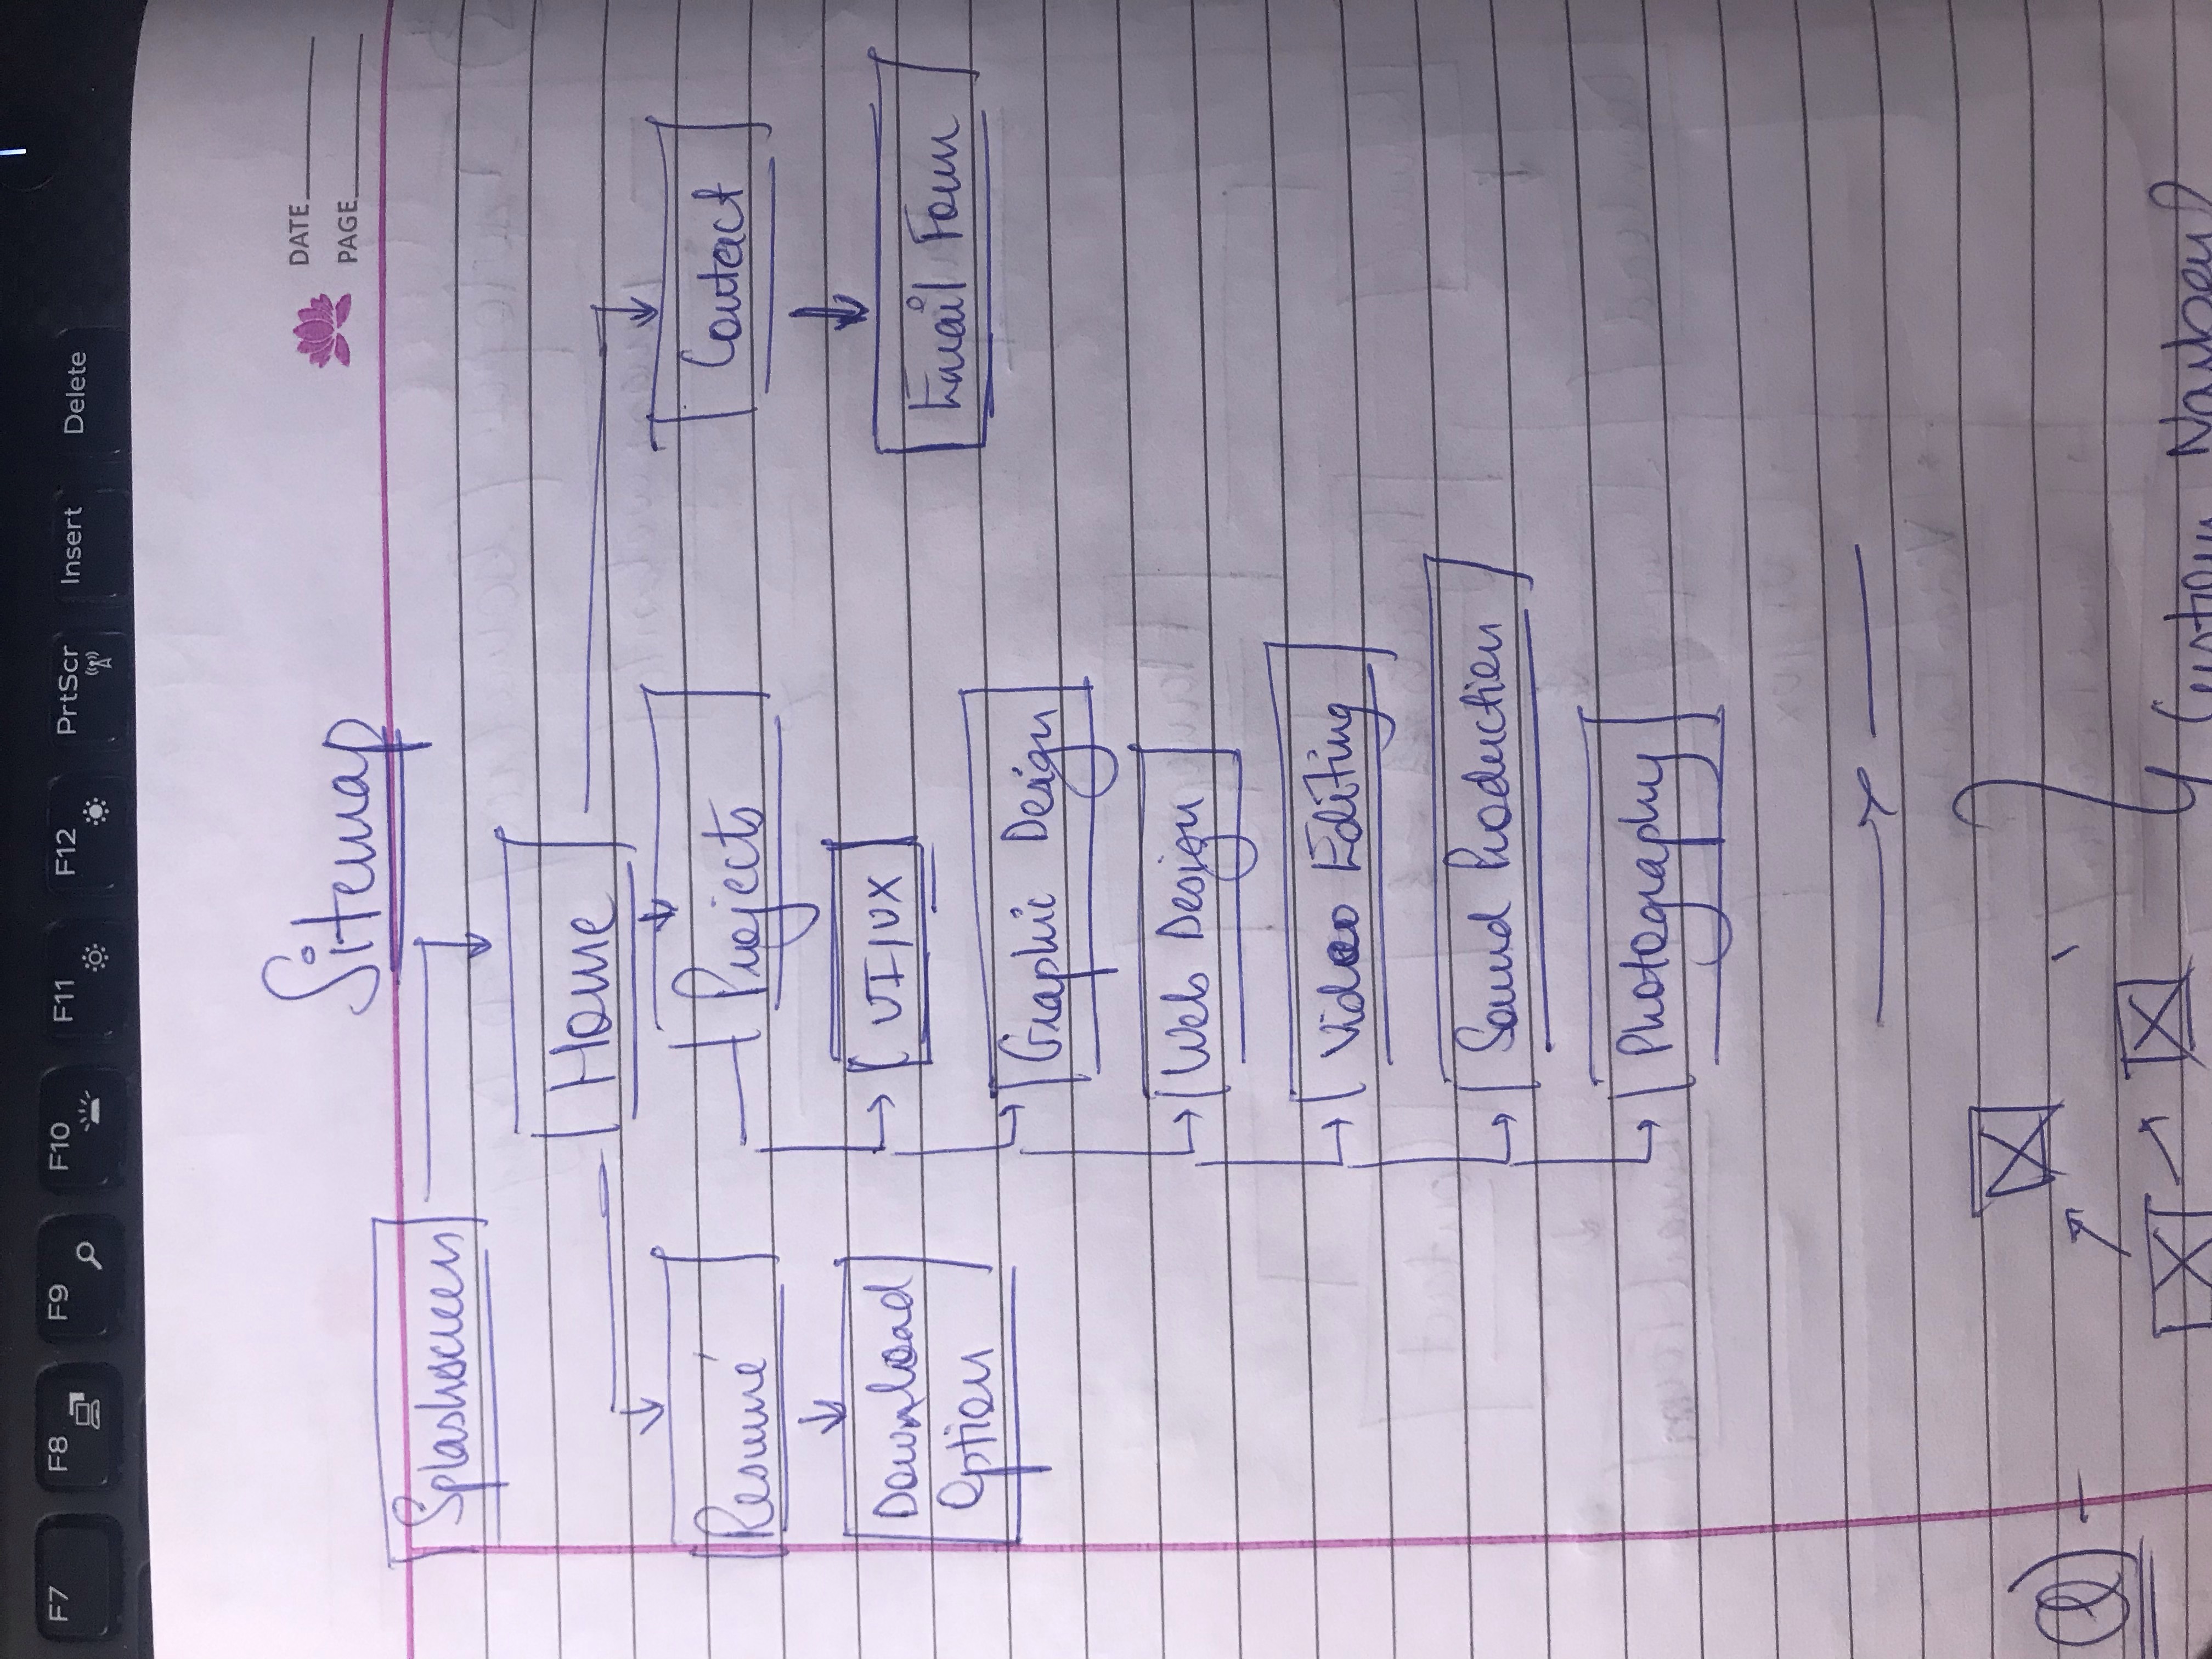 F7 F8 F9 F10 F11 F12 PrtScr Insert Delete
DATE
PAGE
Sitemap
Splashscreen
Home
Resumé Projects Contact
Download
Option
UI/UX
Email Form
Graphic Design
Web Design
Video Editing
Sound Production
Photography
Custom